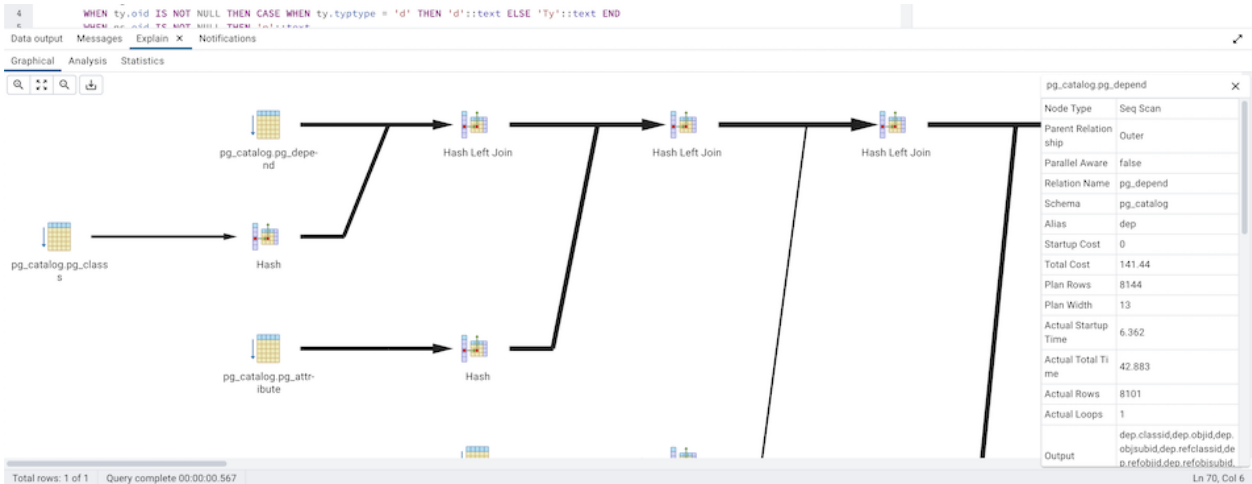 4 WHEN ty.oid IS NOT NULL THEN CASE WHEN ty.typtype = 'd' THEN 'd'::text ELSE 'Ty'::text END
Data output Messages Explain × Notifications
Graphical Analysis Statistics
pg_catalog.pg_depe-
nd
Hash Left Join
Hash Left Join
Hash Left Join
pg_catalog.pg_class
s
Hash
pg_catalog.pg_attr-
ibute
Hash
pg_catalog.pg_depend ×
Node Type Seq Scan
Parent Relation
ship
Outer
Parallel Aware false
Relation Name pg_depend
Schema pg_catalog
Alias dep
Startup Cost 0
Total Cost 141.44
Plan Rows 8144
Plan Width 13
Actual Startup
Time
6.362
Actual Total Ti
me
42.883
Actual Rows 8101
Actual Loops 1
Output
dep.classid,dep.objid,dep.
objsubid,dep.refclassid,de
p.refobjid,dep.refobjsubid,
Total rows: 1 of 1 Query complete 00:00:00.567 Ln 70, Col 6